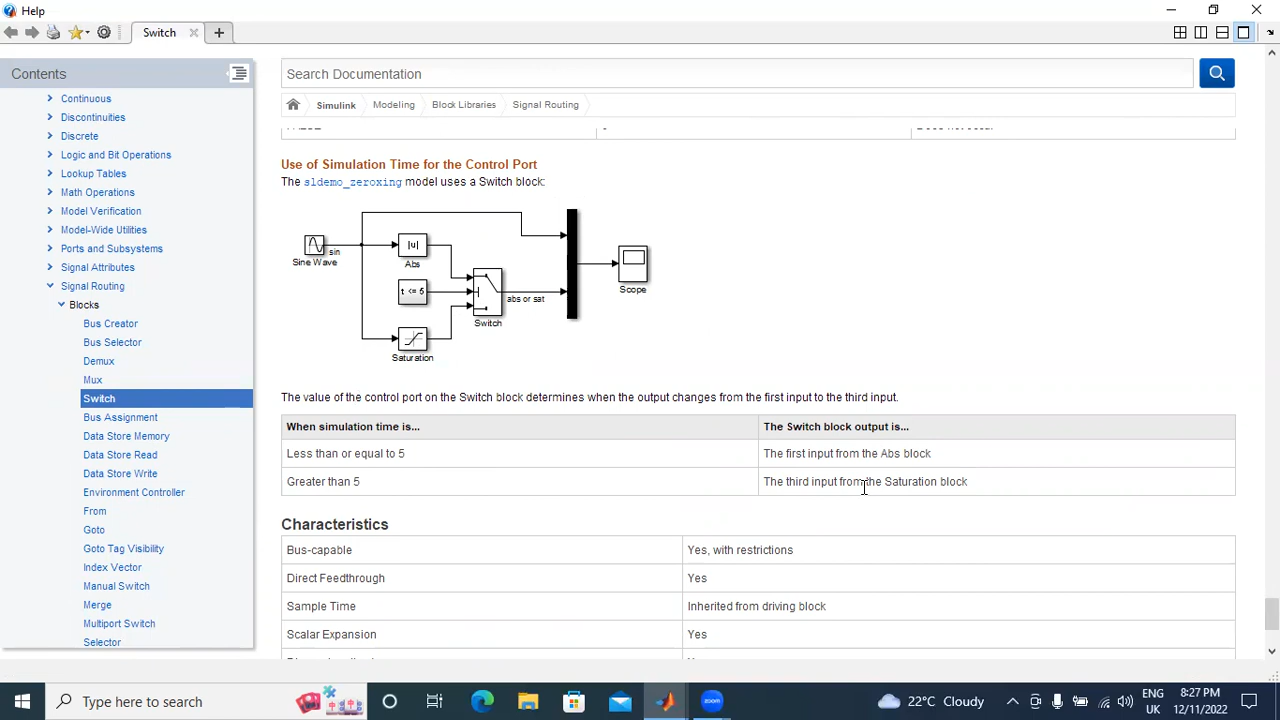 Help
Switch
Contents
Search Documentation
Simulink Modeling Block Libraries Signal Routing
Continuous
Discontinuities
Discrete
Logic and Bit Operations
Lookup Tables
Math Operations
Model Verification
Model-Wide Utilities
Ports and Subsystems
Signal Attributes
Signal Routing
Blocks
Bus Creator
Bus Selector
Demux
Mux
Switch
Bus Assignment
Data Store Memory
Data Store Read
Data Store Write
Environment Controller
From
Goto
Goto Tag Visibility
Index Vector
Manual Switch
Merge
Multiport Switch
Selector
Use of Simulation Time for the Control Port
The sldemo_zeroxing model uses a Switch block:
sin
Sine Wave
|u|
Abs
t <= 5
Switch
abs or sat
Saturation
Scope
The value of the control port on the Switch block determines when the output changes from the first input to the third input.
When simulation time is... The Switch block output is...
Less than or equal to 5 The first input from the Abs block
Greater than 5 The third input from the Saturation block
Characteristics
Bus-capable Yes, with restrictions
Direct Feedthrough Yes
Sample Time Inherited from driving block
Scalar Expansion Yes
Type here to search
zoom
22°C Cloudy
ENG
UK
8:27 PM
12/11/2022